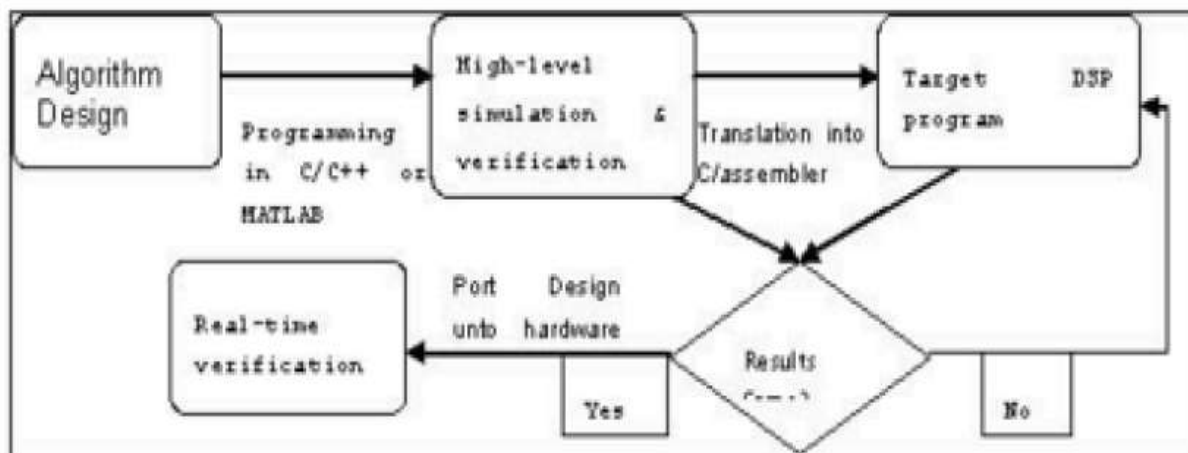 Algorithm
Design
Programming
in C/C++ or
MATLAB
High-level
simulation &
verification
Translation into
C/assembler
Target DSP
program
Real-time
verification
Port Design
unto hardware
Yes
Results
No